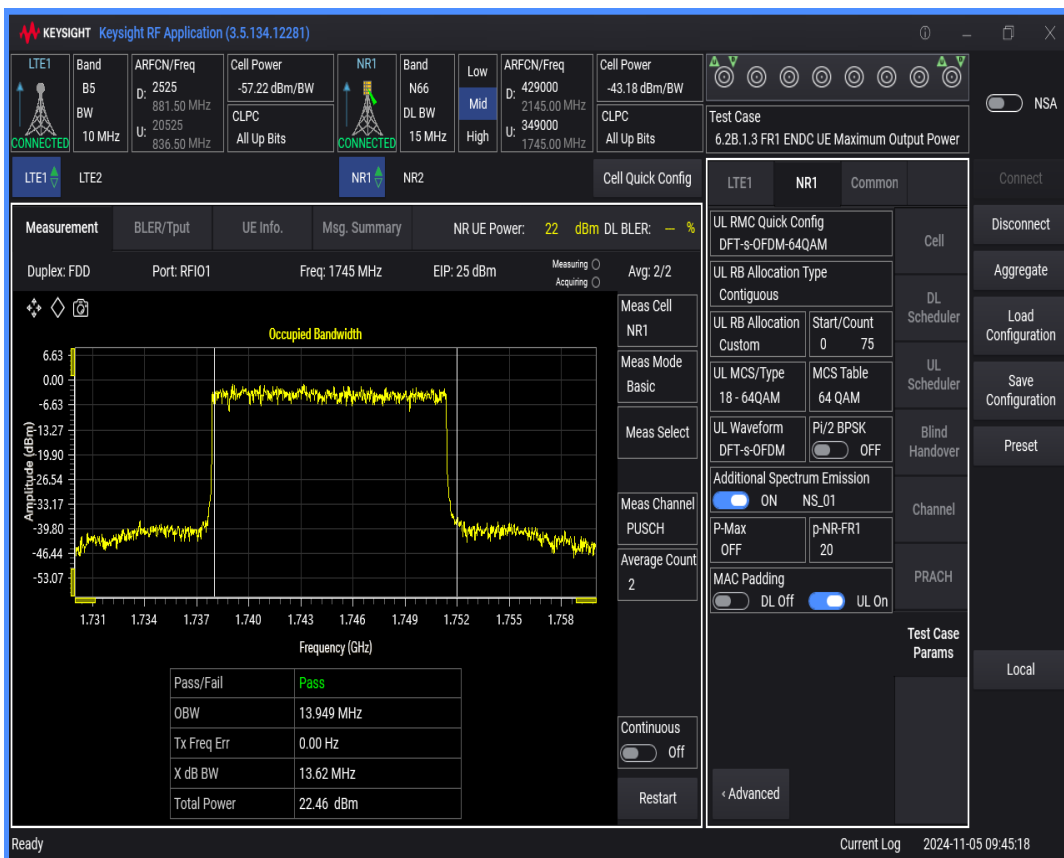 KEYSIGHT Keysight RF Application (3.5.134.12281)
LTE1
CONNECTED
Band
B5
BW
10 MHz
ARFCN/Freq
D: 2525
881.50 MHz
U: 20525
836.50 MHz
Cell Power
-57.22 dBm/BW
CLPC
All Up Bits
NR1
CONNECTED
Band
N66
DL BW
15 MHz
Low
Mid
High
ARFCN/Freq
D: 429000
2145.00 MHz
U: 349000
1745.00 MHz
Cell Power
-43.18 dBm/BW
CLPC
All Up Bits
Test Case
6.2B.1.3 FR1 ENDC UE Maximum Output Power
NSA
LTE1 LTE2 NR1 NR2 Cell Quick Config
Measurement BLER/Tput UE Info. Msg. Summary NR UE Power: 22 dBm DL BLER: -- %
Duplex: FDD Port: RFIO1 Freq: 1745 MHz EIP: 25 dBm Measuring Acquiring Avg: 2/2
Occupied Bandwidth
Amplitude (dBm)
6.63
0.00
-6.63
-13.27
-19.90
-26.54
-33.17
-39.80
-46.44
-53.07
1.731 1.734 1.737 1.740 1.743 1.746 1.749 1.752 1.755 1.758
Frequency (GHz)
Pass/Fail Pass
OBW 13.949 MHz
Tx Freq Err 0.00 Hz
X dB BW 13.62 MHz
Total Power 22.46 dBm
Meas Cell
NR1
Meas Mode
Basic
Meas Select
Meas Channel
PUSCH
Average Count
2
Continuous
Off
Restart
LTE1 NR1 Common
UL RMC Quick Config
DFT-s-OFDM-64QAM
UL RB Allocation Type
Contiguous
UL RB Allocation
Custom
Start/Count
0 75
UL MCS/Type
18 - 64QAM
MCS Table
64 QAM
UL Waveform
DFT-s-OFDM
Pi/2 BPSK
OFF
Additional Spectrum Emission
ON NS_01
P-Max
OFF
p-NR-FR1
20
MAC Padding
DL Off UL On
‹ Advanced
Cell
DL
Scheduler
UL
Scheduler
Blind
Handover
Channel
PRACH
Test Case
Params
Connect
Disconnect
Aggregate
Load
Configuration
Save
Configuration
Preset
Local
Ready Current Log 2024-11-05 09:45:18